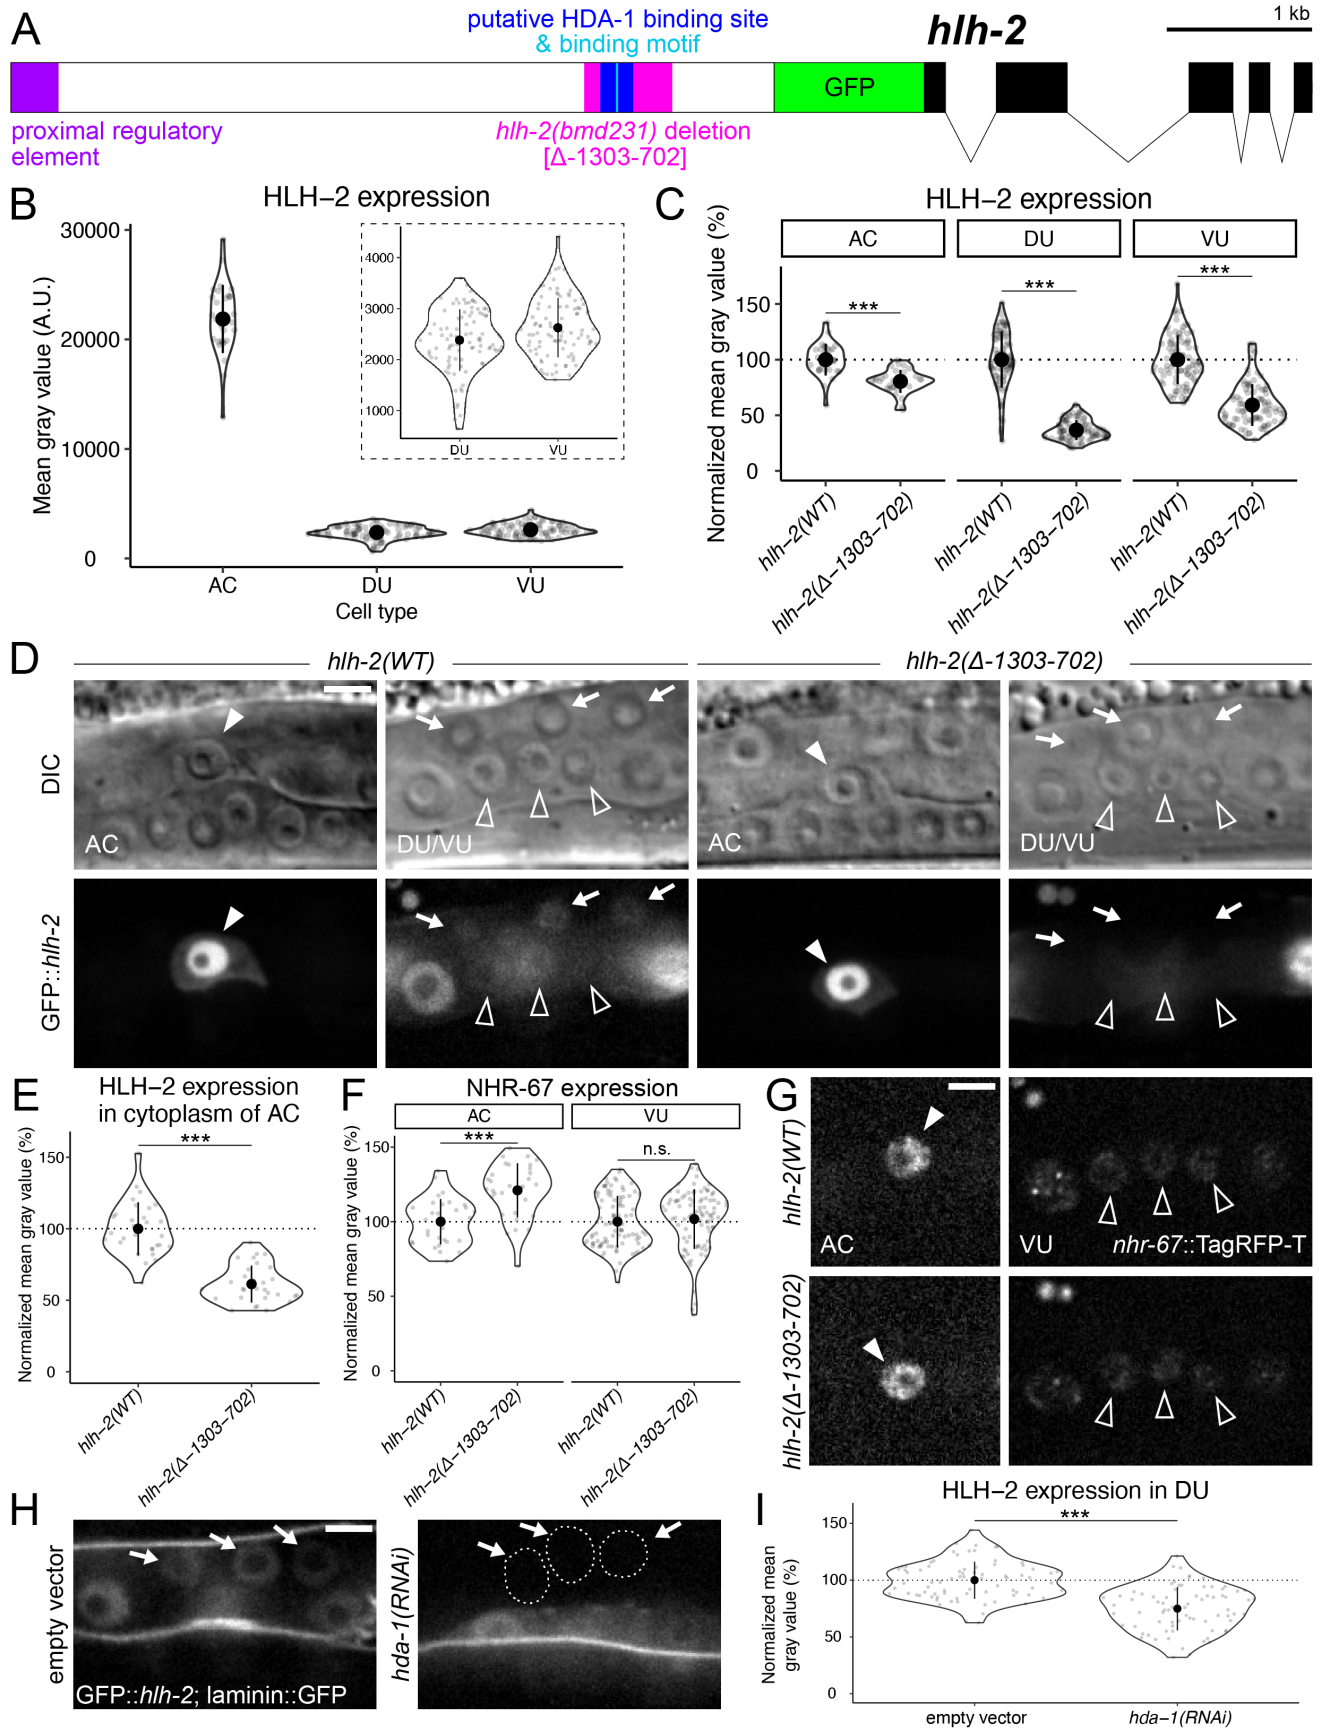 A
putative HDA-1 binding site
& binding motif
hlh-2
1 kb
GFP
proximal regulatory
element
hlh-2(bmd231) deletion
[Δ-1303-702]
B
HLH−2 expression
Mean gray value (A.U.)
30000
20000
10000
0
4000
3000
2000
1000
DU
VU
AC
DU
VU
Cell type
C
HLH−2 expression
Normalized mean gray value (%)
AC
DU
VU
***
***
***
150
100
50
0
hlh−2(WT)
hlh−2(Δ−1303−702)
hlh−2(WT)
hlh−2(Δ−1303−702)
hlh−2(WT)
hlh−2(Δ−1303−702)
D
hlh-2(WT)
hlh-2(Δ-1303-702)
DIC
AC
DU/VU
AC
DU/VU
GFP::hlh-2
E
HLH−2 expression
in cytoplasm of AC
Normalized mean gray value (%)
***
150
100
50
0
hlh−2(WT)
hlh−2(Δ−1303−702)
F
NHR-67 expression
Normalized mean gray value (%)
AC
VU
***
n.s.
150
100
50
0
hlh−2(WT)
hlh−2(Δ−1303−702)
hlh−2(WT)
hlh−2(Δ−1303−702)
G
hlh-2(WT)
AC
VU
nhr-67::TagRFP-T
hlh-2(Δ-1303-702)
H
empty vector
GFP::hlh-2; laminin::GFP
hda-1(RNAi)
I
HLH−2 expression in DU
Normalized mean
gray value (%)
***
150
100
50
0
empty vector
hda−1(RNAi)